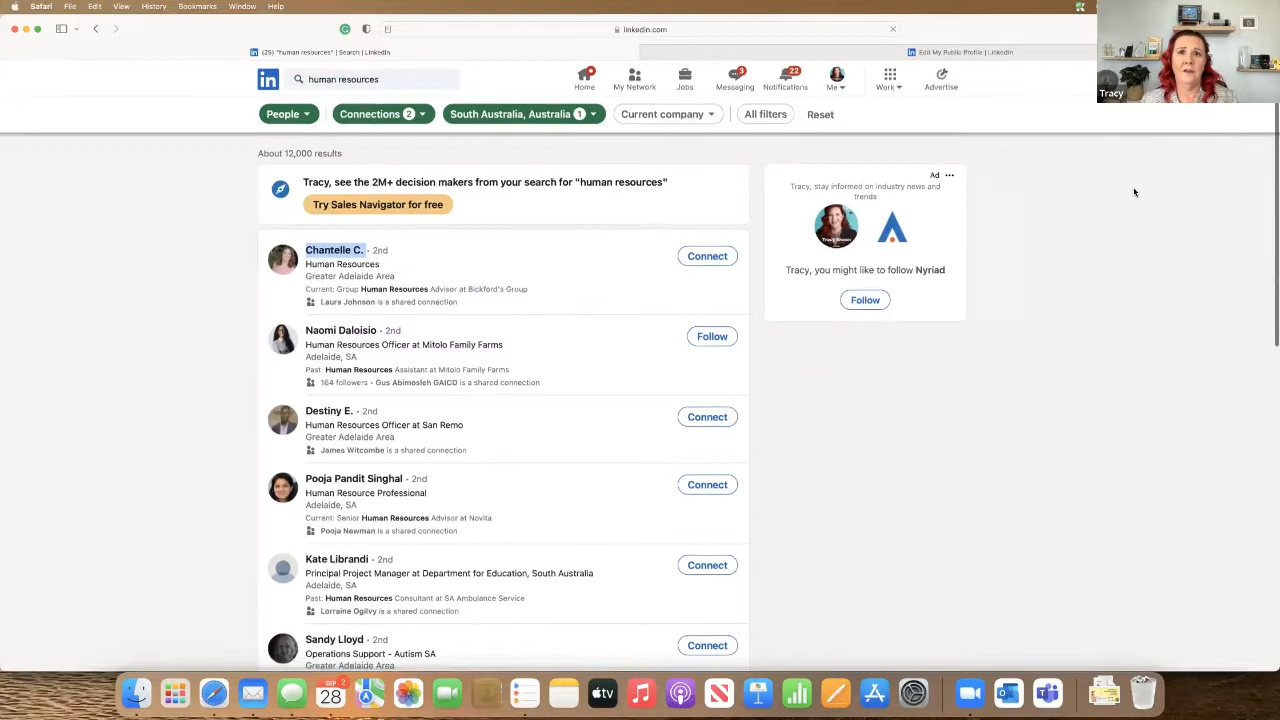 Safari File Edit View History Bookmarks Window Help
linkedin.com
(25) "human resources" | Search | LinkedIn
Edit My Public Profile | LinkedIn
in human resources
Home
My Network
Jobs
3
Messaging
22
Notifications
Me
Work
Advertise
Tracy
People
Connections 2
South Australia, Australia 1
Current company
All filters
Reset
About 12,000 results
Tracy, see the 2M+ decision makers from your search for "human resources"
Try Sales Navigator for free
Chantelle C. • 2nd
Human Resources
Greater Adelaide Area
Current: Group Human Resources Advisor at Bickford's Group
Laura Johnson is a shared connection
Connect
Naomi Daloisio • 2nd
Human Resources Officer at Mitolo Family Farms
Adelaide, SA
Past: Human Resources Assistant at Mitolo Family Farms
164 followers • Gus Abimosleh GAICD is a shared connection
Follow
Destiny E. • 2nd
Human Resources Officer at San Remo
Greater Adelaide Area
James Witcombe is a shared connection
Connect
Pooja Pandit Singhal • 2nd
Human Resource Professional
Adelaide, SA
Current: Senior Human Resources Advisor at Novita
Pooja Newman is a shared connection
Connect
Kate Librandi • 2nd
Principal Project Manager at Department for Education, South Australia
Adelaide, SA
Past: Human Resources Consultant at SA Ambulance Service
Lorraine Ogilvy is a shared connection
Connect
Sandy Lloyd • 2nd
Operations Support - Autism SA
Greater Adelaide Area
Connect
Ad
Tracy, stay informed on industry news and
trends
Tracy, you might like to follow Nyriad
Follow
SEP
2
28
tv